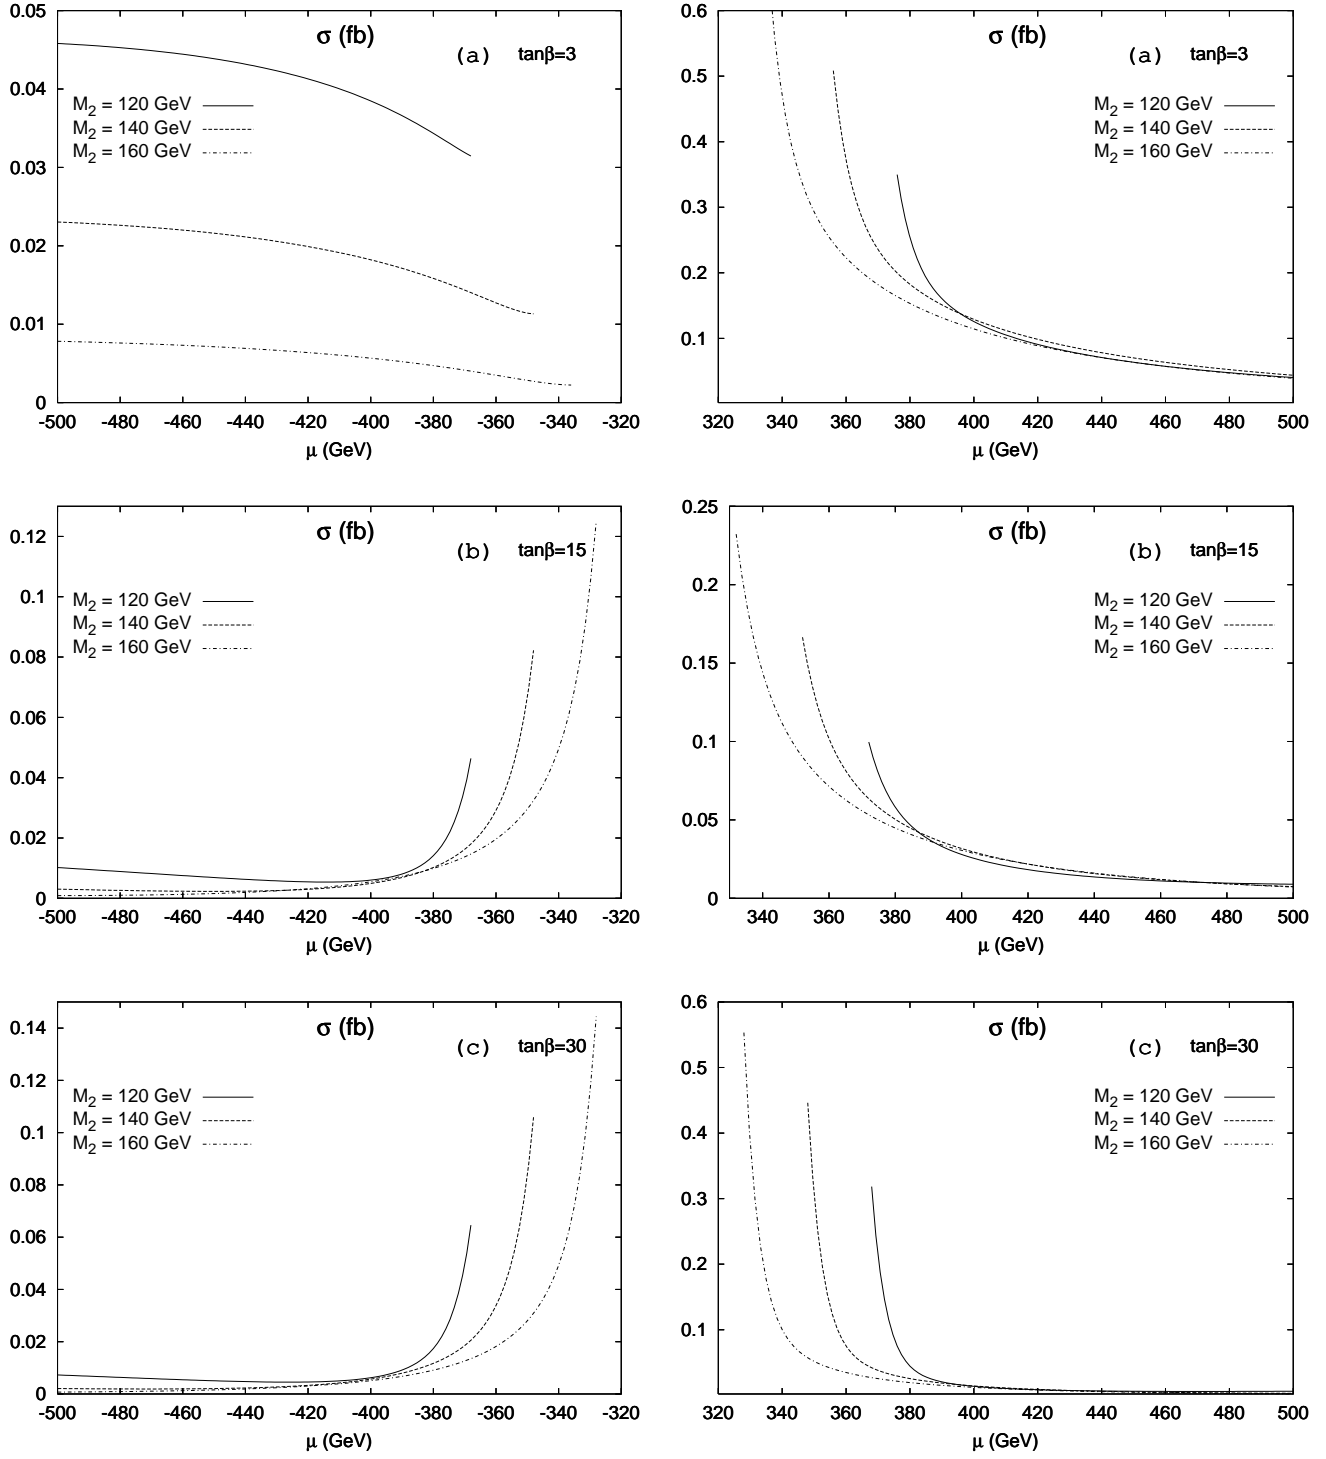 σ (fb)
(a) tanβ=3
M2 = 120 GeV
M2 = 140 GeV
M2 = 160 GeV
0.05
0.04
0.03
0.02
0.01
0
-500 -480 -460 -440 -420 -400 -380 -360 -340 -320
μ (GeV)
σ (fb)
(a) tanβ=3
M2 = 120 GeV
M2 = 140 GeV
M2 = 160 GeV
0.6
0.5
0.4
0.3
0.2
0.1
320 340 360 380 400 420 440 460 480 500
μ (GeV)
σ (fb)
(b) tanβ=15
M2 = 120 GeV
M2 = 140 GeV
M2 = 160 GeV
0.12
0.1
0.08
0.06
0.04
0.02
0
-500 -480 -460 -440 -420 -400 -380 -360 -340 -320
μ (GeV)
σ (fb)
(b) tanβ=15
M2 = 120 GeV
M2 = 140 GeV
M2 = 160 GeV
0.25
0.2
0.15
0.1
0.05
0
340 360 380 400 420 440 460 480 500
μ (GeV)
σ (fb)
(c) tanβ=30
M2 = 120 GeV
M2 = 140 GeV
M2 = 160 GeV
0.14
0.12
0.1
0.08
0.06
0.04
0.02
0
-500 -480 -460 -440 -420 -400 -380 -360 -340 -320
μ (GeV)
σ (fb)
(c) tanβ=30
M2 = 120 GeV
M2 = 140 GeV
M2 = 160 GeV
0.6
0.5
0.4
0.3
0.2
0.1
320 340 360 380 400 420 440 460 480 500
μ (GeV)